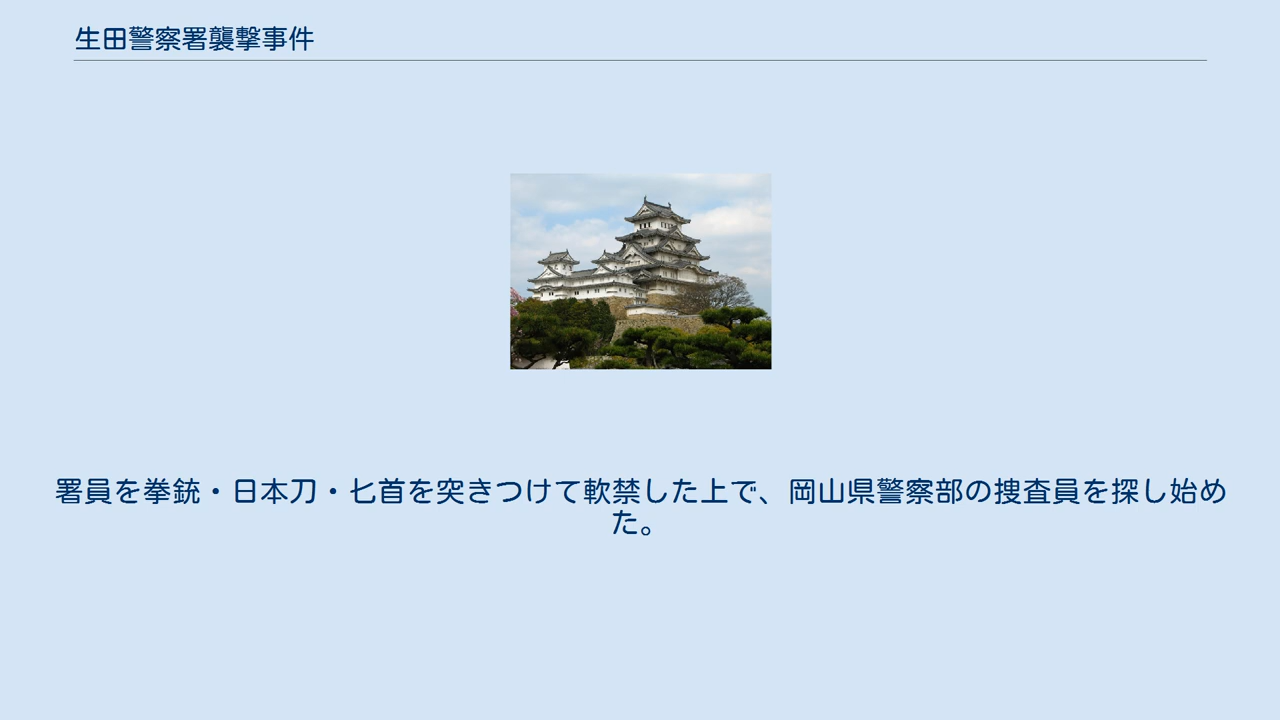 生田警察署襲撃事件
署員を拳銃・日本刀・匕首を突きつけて軟禁した上で、岡山県警察部の捜査員を探し始め
た。